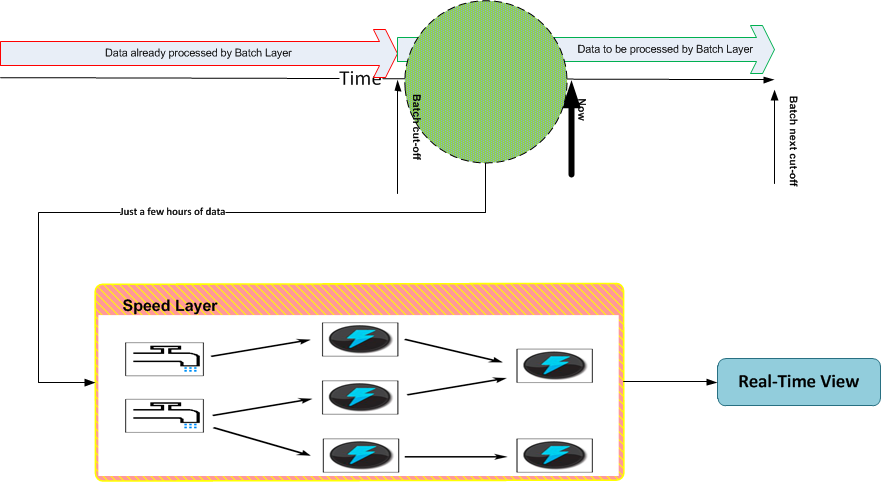 Data already processed by Batch Layer
Data to be processed by Batch Layer
Time
Batch cut-off
Now
Batch next cut-off
Just a few hours of data
Speed Layer
Real-Time View